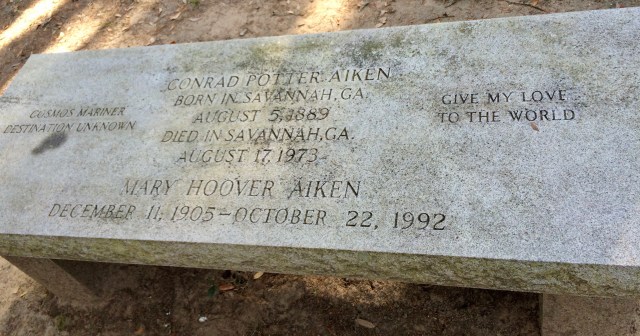 CONRAD POTTER AIKEN
BORN IN SAVANNAH, GA.
AUGUST 5, 1889
DIED IN SAVANNAH, GA.
AUGUST 17, 1973
COSMOS MARINER
DESTINATION UNKNOWN
GIVE MY LOVE
TO THE WORLD
MARY HOOVER AIKEN
DECEMBER 11, 1905–OCTOBER 22, 1992